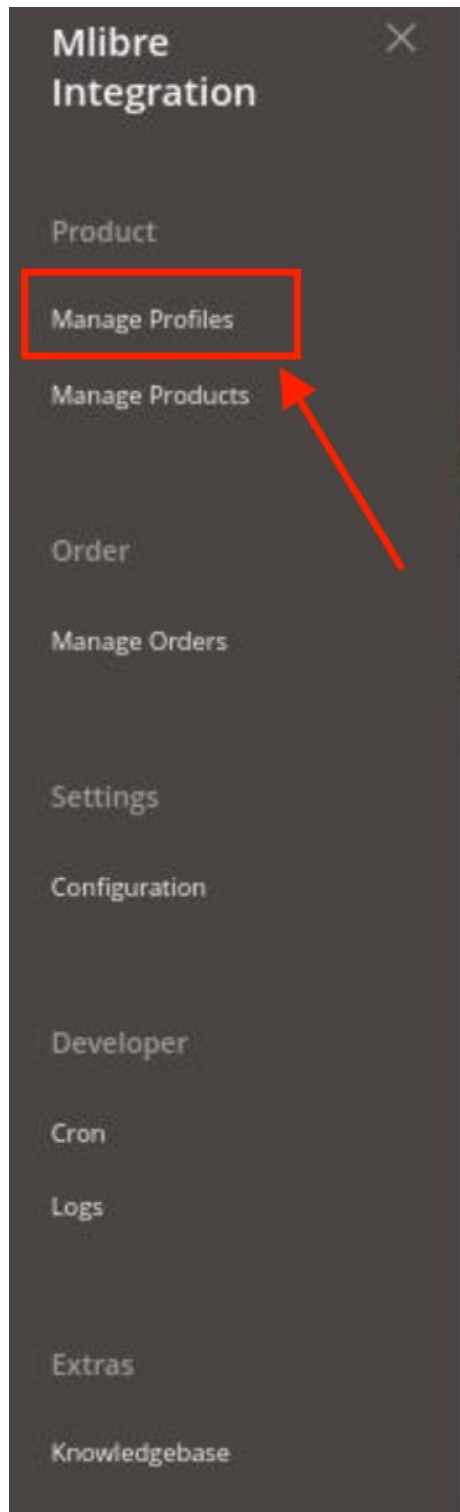 Mlibre
Integration
Product
Manage Profiles
Manage Products
Order
Manage Orders
Settings
Configuration
Developer
Cron
Logs
Extras
Knowledgebase